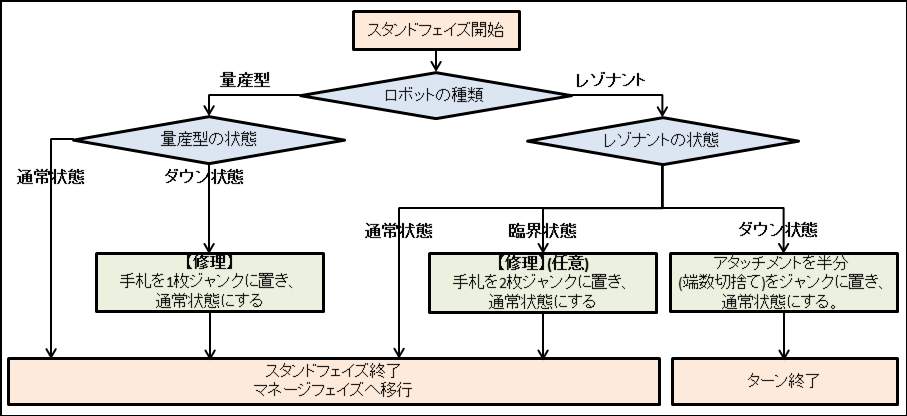 スタンドフェイズ開始
量産型
ロボットの種類
レゾナント
量産型の状態
レゾナントの状態
通常状態
ダウン状態
通常状態
臨界状態
ダウン状態
【修理】
手札を1枚ジャンクに置き、
通常状態にする
【修理】(任意)
手札を2枚ジャンクに置き、
通常状態にする
アタッチメントを半分
(端数切捨て)をジャンクに置き、
通常状態にする。
スタンドフェイズ終了
マネージフェイズへ移行
ターン終了